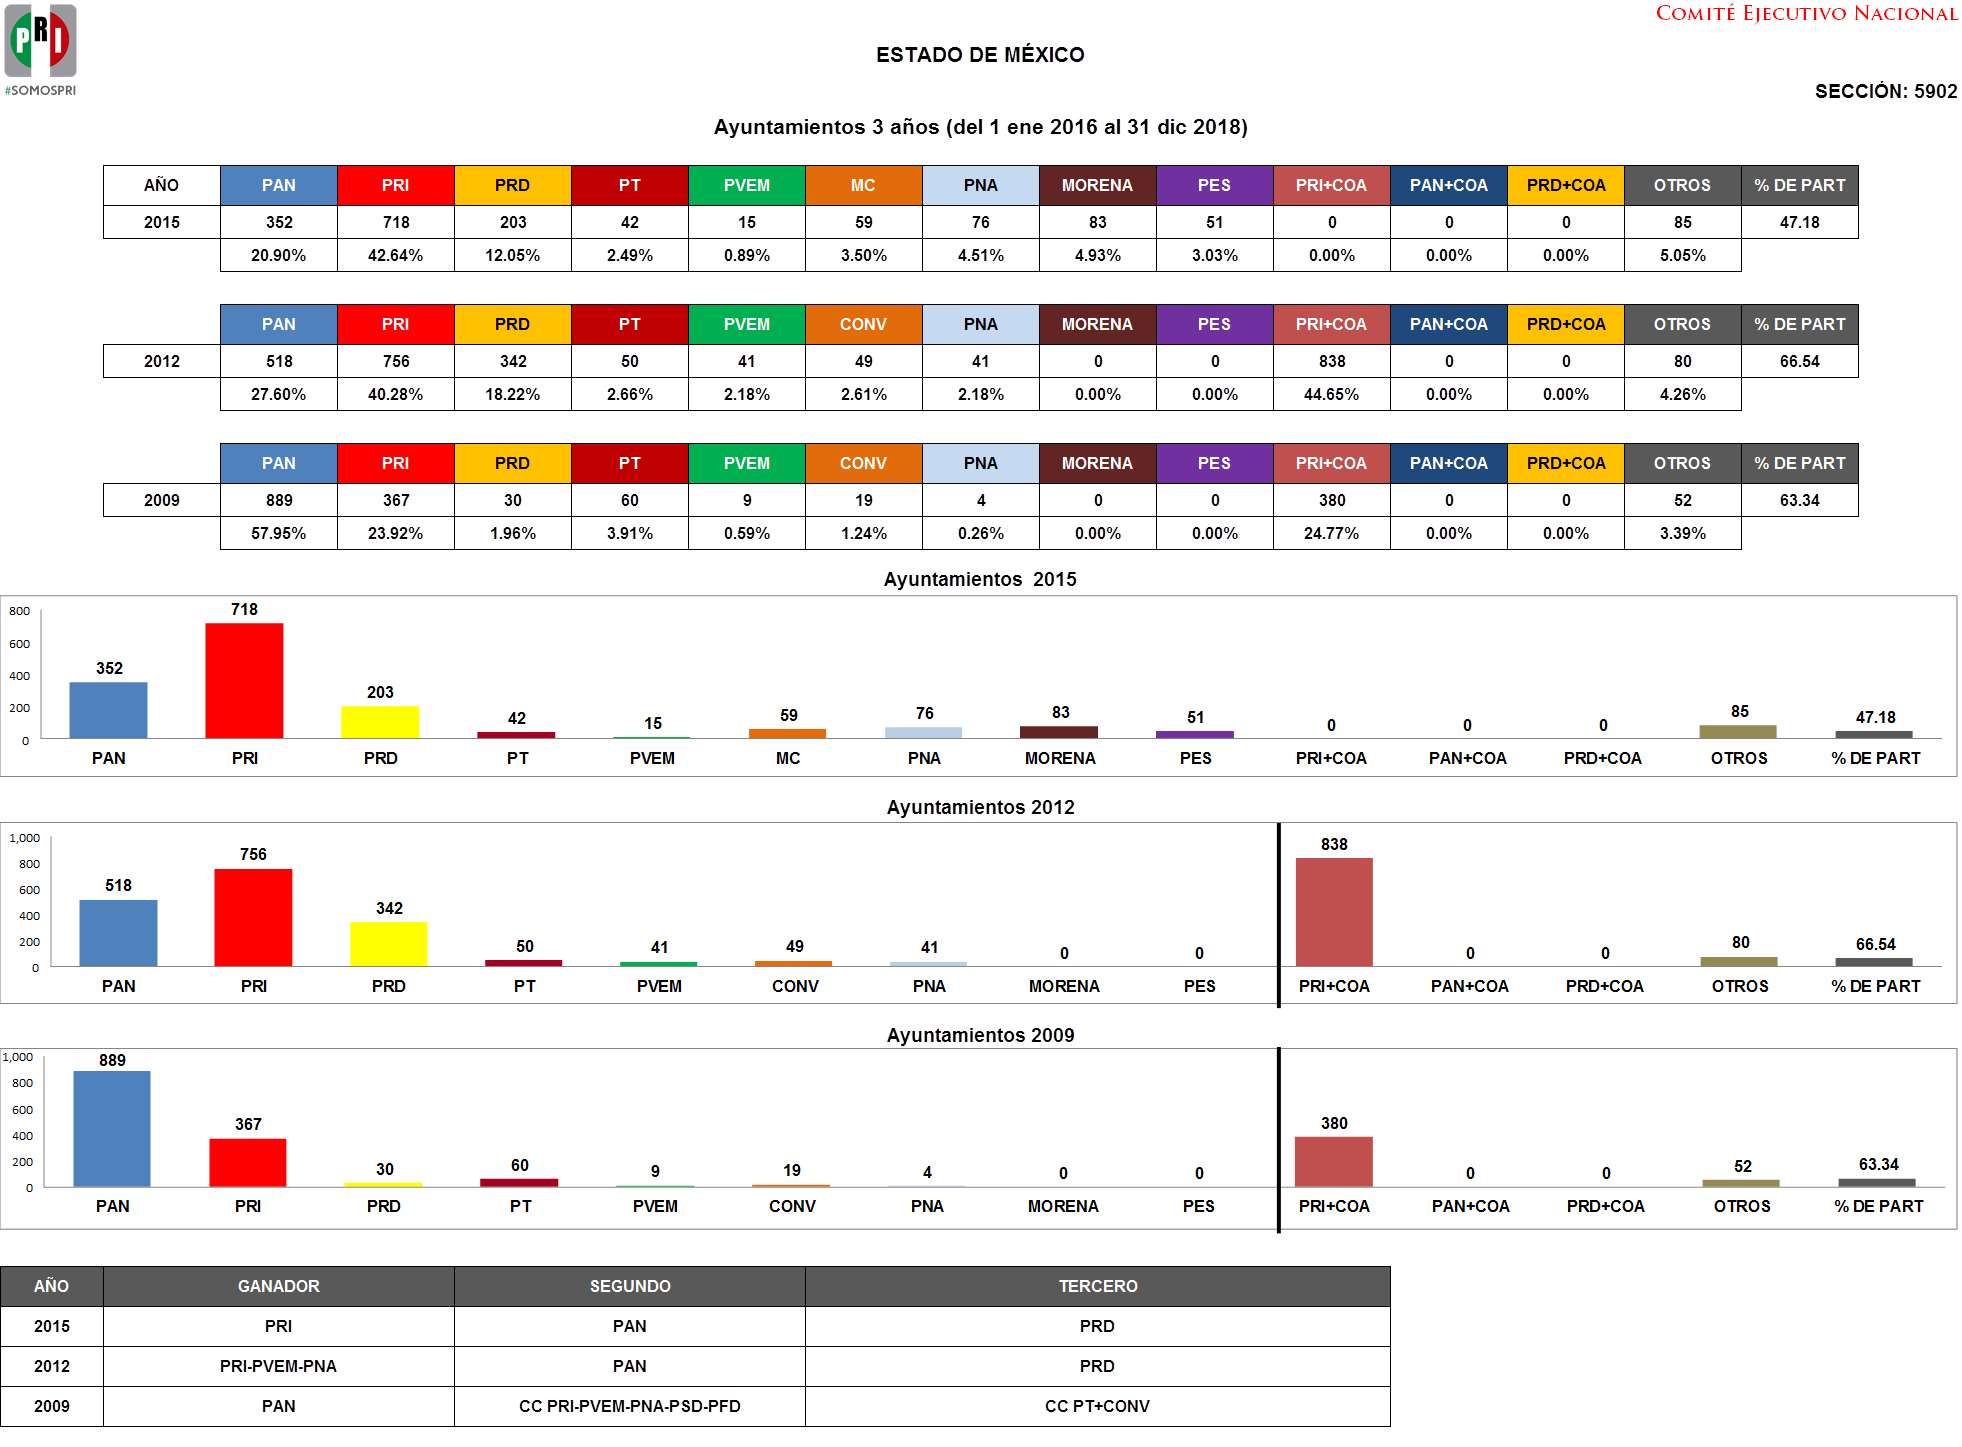 PRI
#SOMOSPRI
COMITÉ EJECUTIVO NACIONAL
ESTADO DE MÉXICO
SECCIÓN: 5902
Ayuntamientos 3 años (del 1 ene 2016 al 31 dic 2018)
AÑO PAN PRI PRD PT PVEM MC PNA MORENA PES PRI+COA PAN+COA PRD+COA OTROS % DE PART
2015 352 718 203 42 15 59 76 83 51 0 0 0 85 47.18
20.90% 42.64% 12.05% 2.49% 0.89% 3.50% 4.51% 4.93% 3.03% 0.00% 0.00% 0.00% 5.05%
PAN PRI PRD PT PVEM CONV PNA MORENA PES PRI+COA PAN+COA PRD+COA OTROS % DE PART
2012 518 756 342 50 41 49 41 0 0 838 0 0 80 66.54
27.60% 40.28% 18.22% 2.66% 2.18% 2.61% 2.18% 0.00% 0.00% 44.65% 0.00% 0.00% 4.26%
PAN PRI PRD PT PVEM CONV PNA MORENA PES PRI+COA PAN+COA PRD+COA OTROS % DE PART
2009 889 367 30 60 9 19 4 0 0 380 0 0 52 63.34
57.95% 23.92% 1.96% 3.91% 0.59% 1.24% 0.26% 0.00% 0.00% 24.77% 0.00% 0.00% 3.39%
Ayuntamientos 2015
800
600
400
200
0
352 718 203 42 15 59 76 83 51 0 0 0 85 47.18
PAN PRI PRD PT PVEM MC PNA MORENA PES PRI+COA PAN+COA PRD+COA OTROS % DE PART
Ayuntamientos 2012
1,000
800
600
400
200
0
518 756 342 50 41 49 41 0 0 838 0 0 80 66.54
PAN PRI PRD PT PVEM CONV PNA MORENA PES PRI+COA PAN+COA PRD+COA OTROS % DE PART
Ayuntamientos 2009
1,000
800
600
400
200
0
889 367 30 60 9 19 4 0 0 380 0 0 52 63.34
PAN PRI PRD PT PVEM CONV PNA MORENA PES PRI+COA PAN+COA PRD+COA OTROS % DE PART
AÑO GANADOR SEGUNDO TERCERO
2015 PRI PAN PRD
2012 PRI-PVEM-PNA PAN PRD
2009 PAN CC PRI-PVEM-PNA-PSD-PFD CC PT+CONV